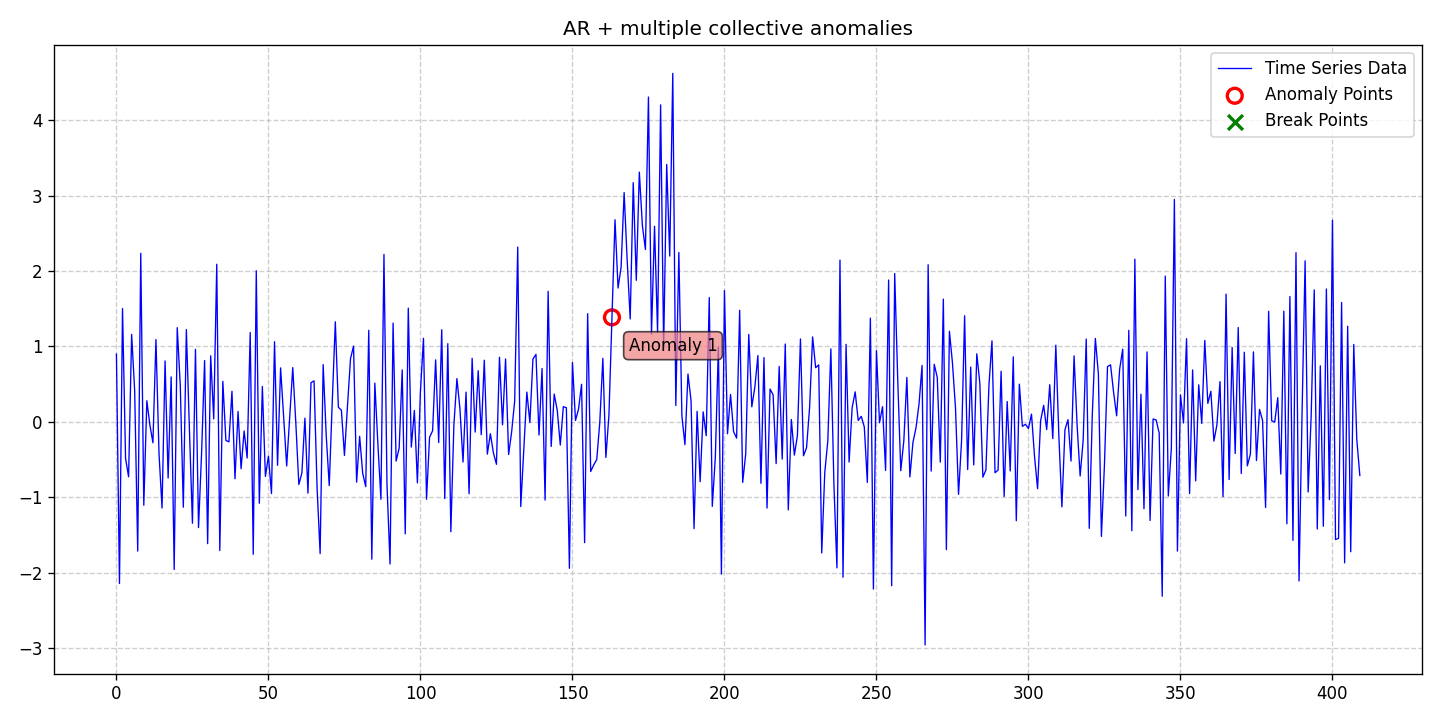 AR + multiple collective anomalies
Time Series Data
Anomaly Points
Break Points
Anomaly 1
4
3
2
1
0
−1
−2
−3
0 50 100 150 200 250 300 350 400